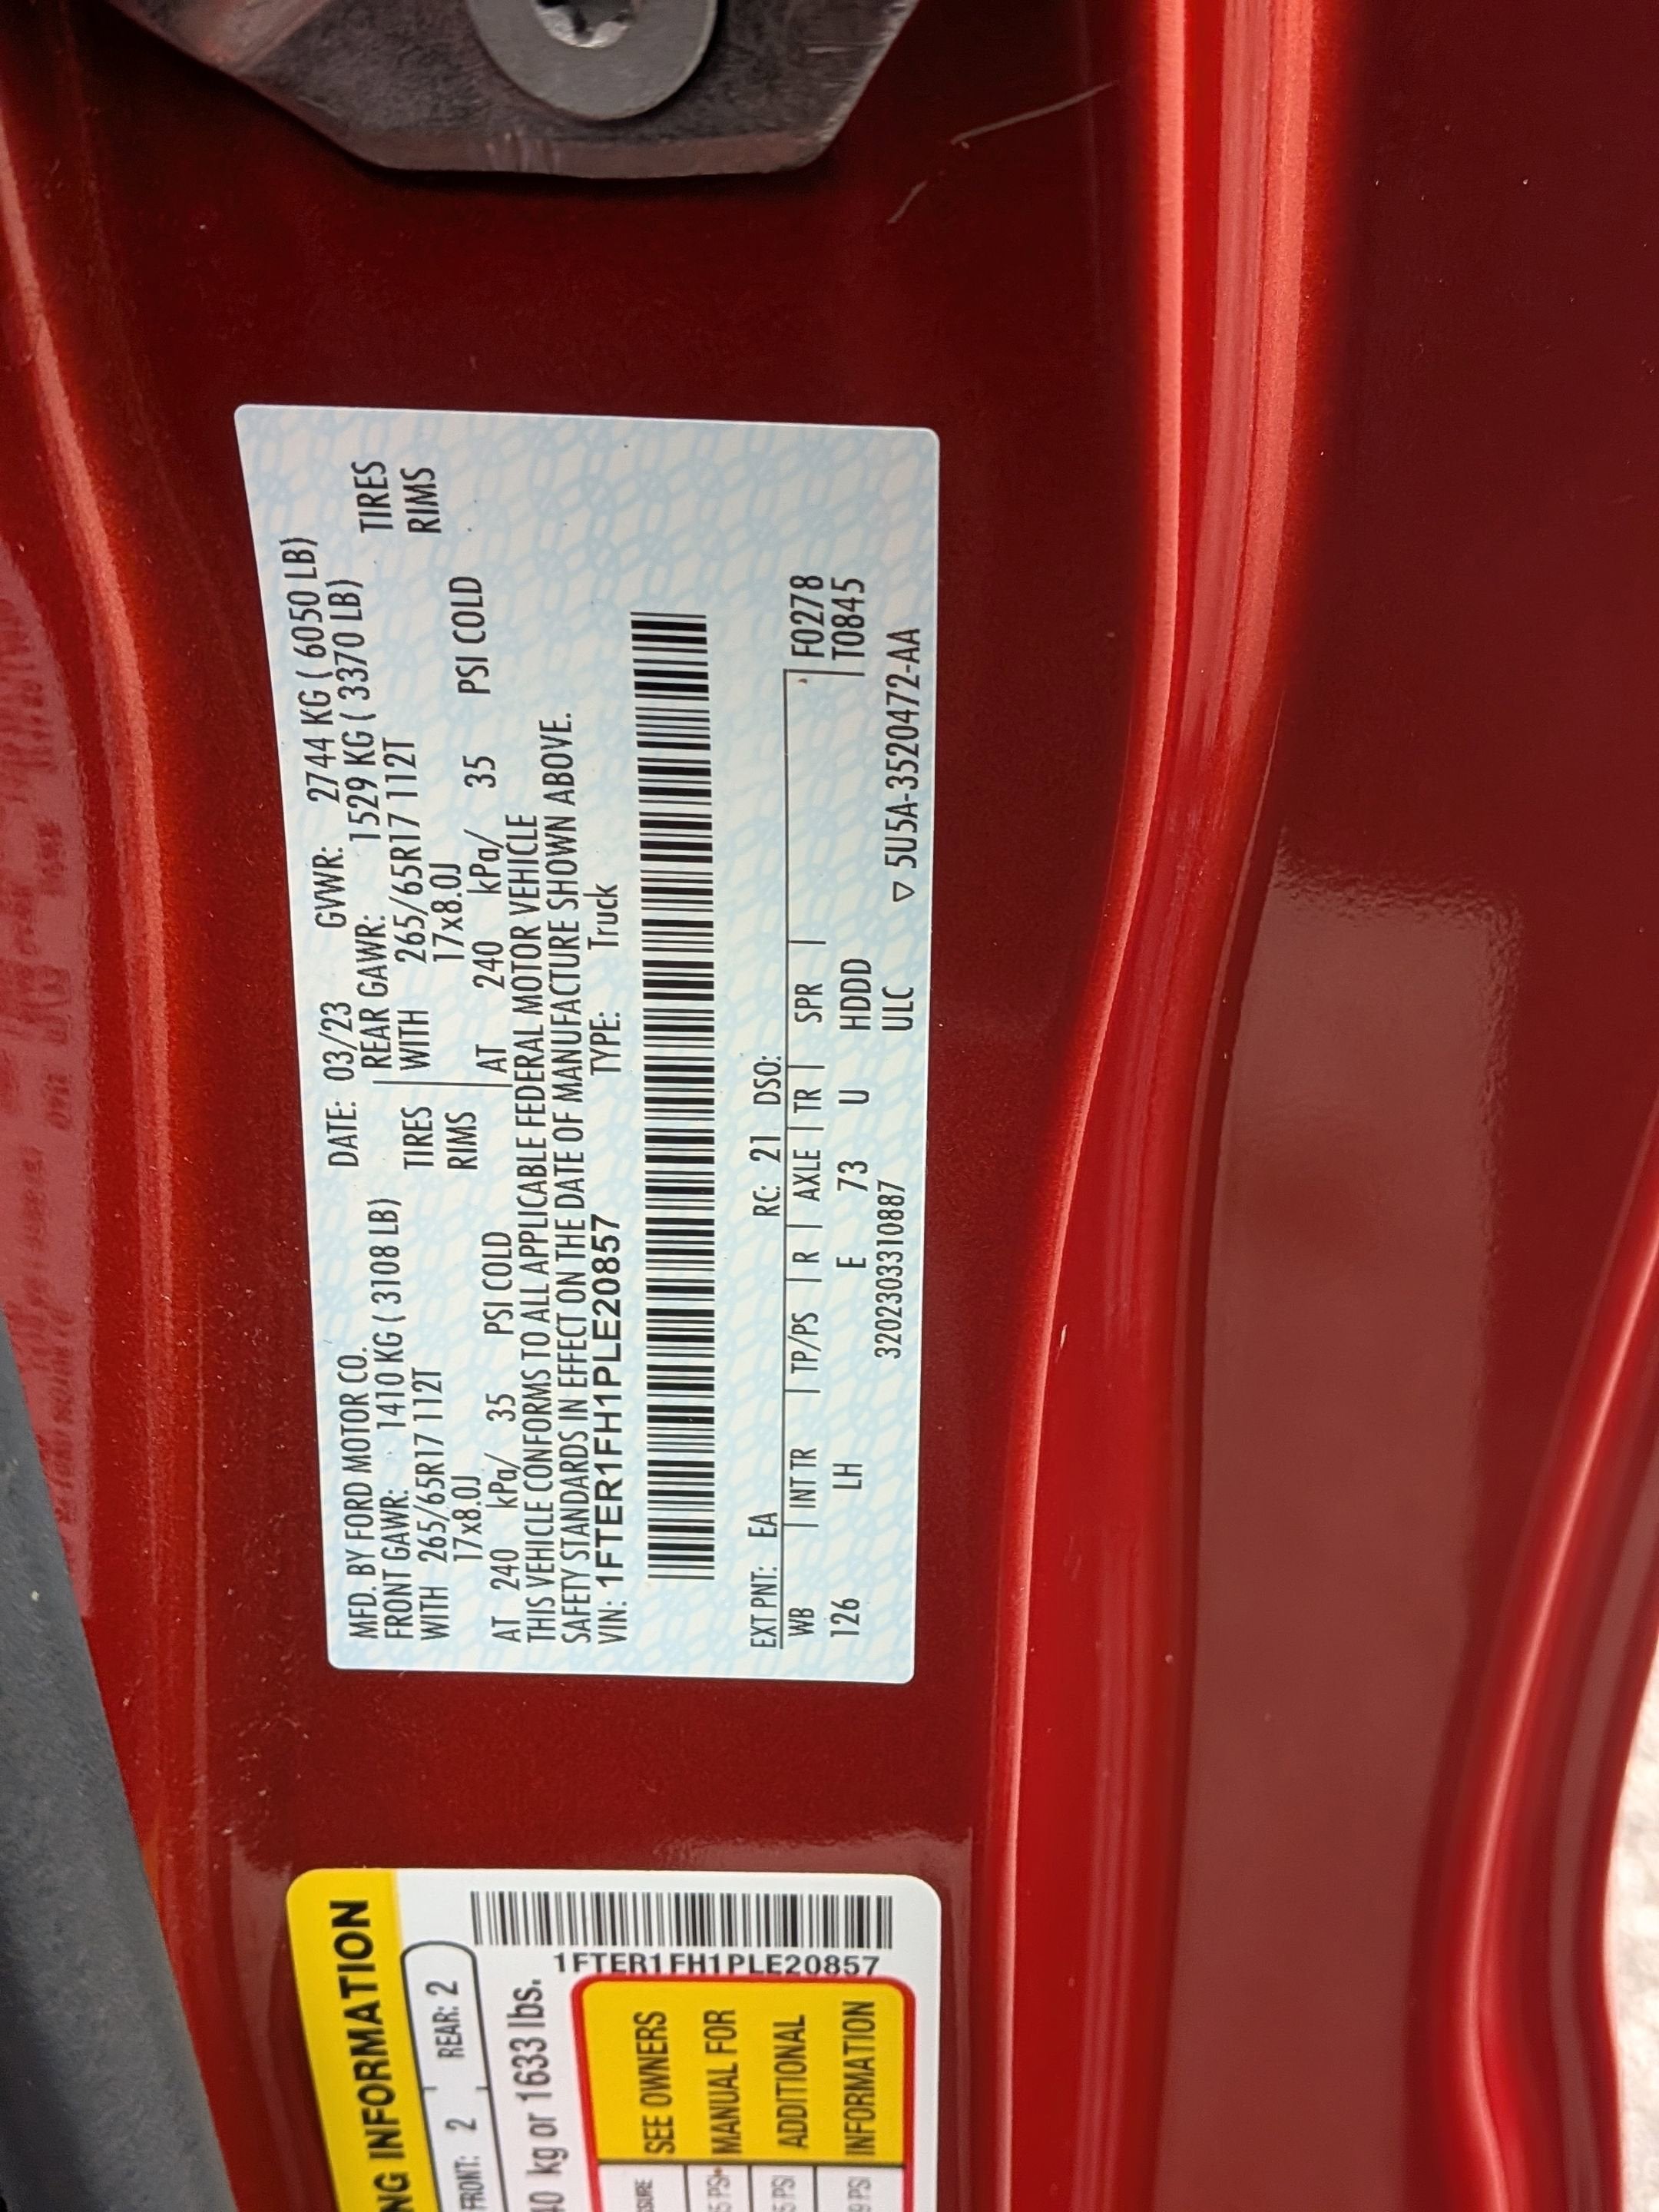 MFD. BY FORD MOTOR CO. DATE: 03/23 GVWR: 2744 KG ( 6050 LB)
FRONT GAWR: 1410 KG ( 3108 LB) REAR GAWR: 1529 KG ( 3370 LB)
WITH 265/65R17 112T TIRES WITH 265/65R17 112T TIRES
17x8.0J RIMS 17x8.0J RIMS
AT 240 kPa/ 35 PSI COLD AT 240 kPa/ 35 PSI COLD
THIS VEHICLE CONFORMS TO ALL APPLICABLE FEDERAL MOTOR VEHICLE
SAFETY STANDARDS IN EFFECT ON THE DATE OF MANUFACTURE SHOWN ABOVE.
VIN: 1FTER1FH1PLE20857 TYPE: Truck
EXT PNT: EA RC: 21 DSO:
WB | INT TR | TP/PS | R | AXLE | TR | SPR | F0278
126 LH E 73 U HDDD T0845
320230331 0887 ULC ▽ 5U5A-3520472-AA
NG INFORMATION
FRONT: 2 REAR: 2
kg or 1633 lbs.
1FTER1FH1PLE20857
SEE OWNERS
MANUAL FOR
ADDITIONAL
INFORMATION
PSI
PSI
PSI